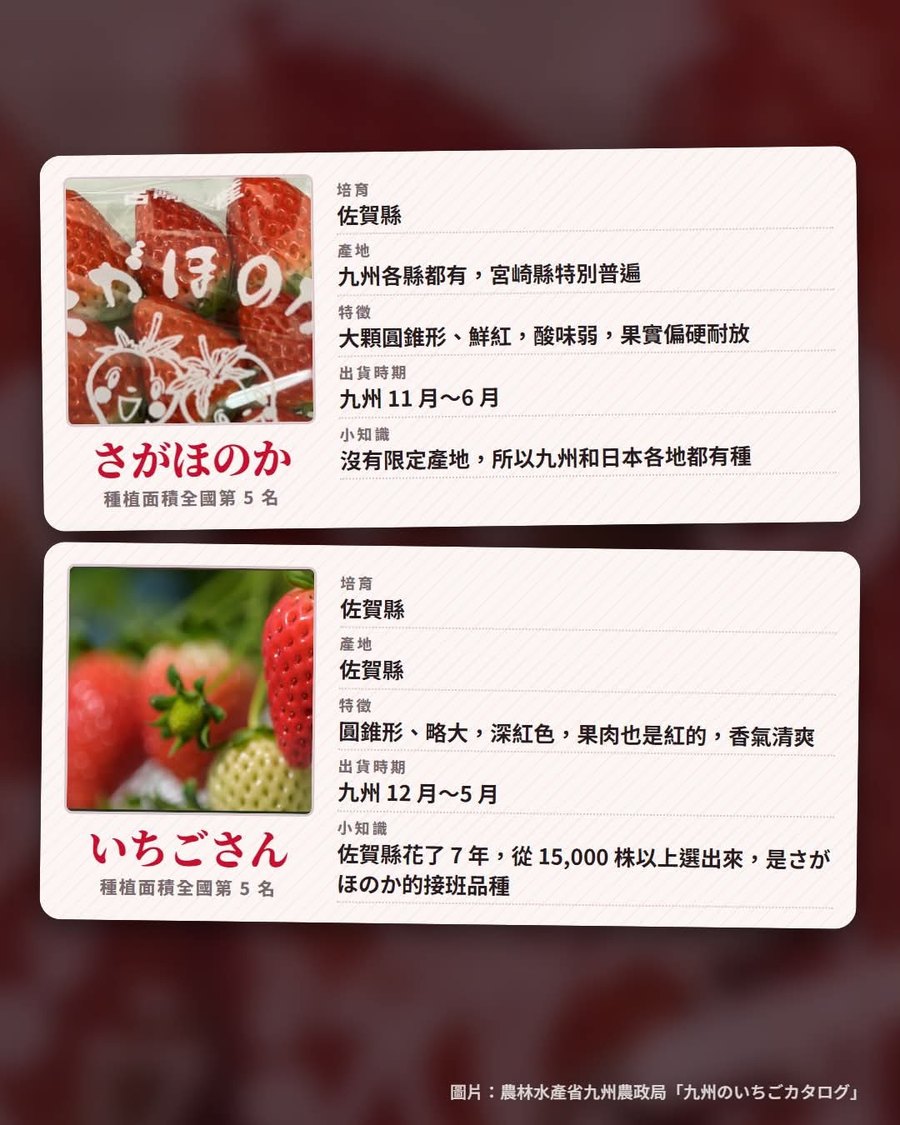 がほの
さがほのか
種植面積全國第 5 名
培育
佐賀縣
產地
九州各縣都有，宮崎縣特別普遍
特徵
大顆圓錐形、鮮紅，酸味弱，果實偏硬耐放
出貨時期
九州 11 月～6 月
小知識
沒有限定產地，所以九州和日本各地都有種
いちごさん
種植面積全國第 5 名
培育
佐賀縣
產地
佐賀縣
特徵
圓錐形、略大，深紅色，果肉也是紅的，香氣清爽
出貨時期
九州 12 月～5 月
小知識
佐賀縣花了 7 年，從 15,000 株以上選出來，是さが
ほのか的接班品種
圖片：農林水產省九州農政局「九州のいちごカタログ」